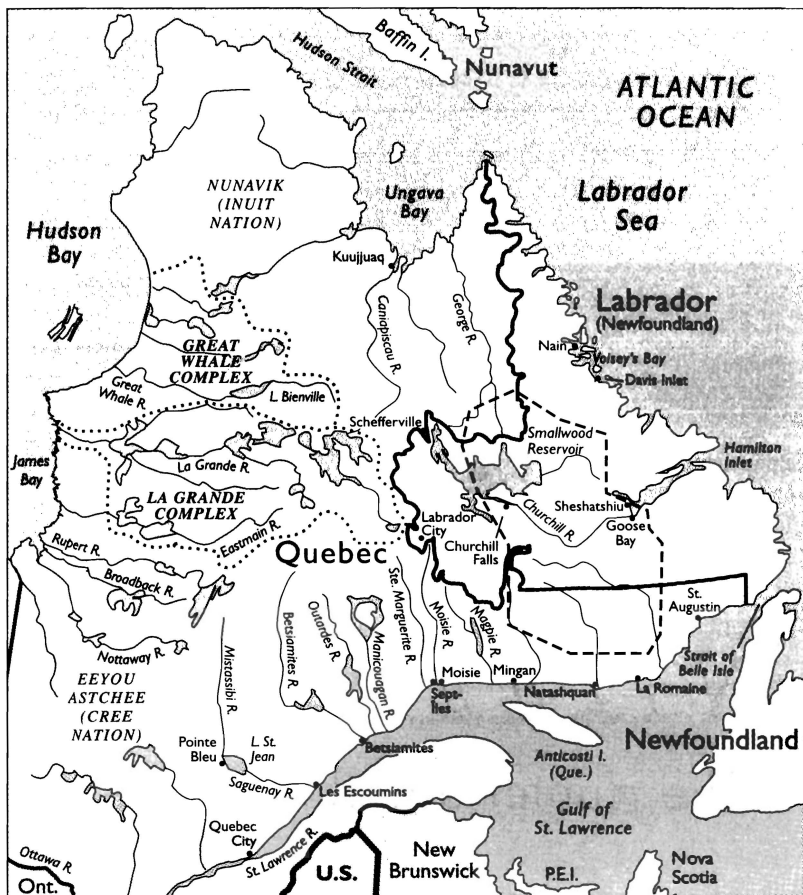 Baffin I.
Hudson Strait
Nunavut
ATLANTIC
OCEAN
NUNAVIK
(INUIT
NATION)
Ungava
Bay
Labrador
Sea
Hudson
Bay
Kuujjuaq
Caniapiscau R.
George R.
Labrador
(Newfoundland)
Nain
Voisey's Bay
Davis Inlet
GREAT
WHALE
COMPLEX
Great
Whale R.
L. Bienville
Schefferville
Smallwood
Reservoir
Hamilton
Inlet
James
Bay
La Grande R.
LA GRANDE
COMPLEX
Eastmain R.
Labrador
City
Churchill R.
Churchill
Falls
Sheshatshiu
Goose
Bay
Rupert R.
Broadback R.
Quebec
Nottaway R.
Mistassibi R.
Betsiamites R.
Outardes R.
Manicouagan R.
Ste. Marguerite R.
Moisie R.
Magpie R.
St.
Augustin
Strait of
Belle Isle
EEYOU
ASTCHEE
(CREE
NATION)
Moisie
Sept-
Îles
Mingan
Natashquan
La Romaine
Pointe
Bleu
L. St.
Jean
Saguenay R.
Betsiamites
Les Escoumins
Anticosti I.
(Que.)
Newfoundland
Gulf of
St. Lawrence
Quebec
City
St. Lawrence R.
Ottawa R.
Ont.
U.S.
New
Brunswick
P.E.I.
Nova
Scotia